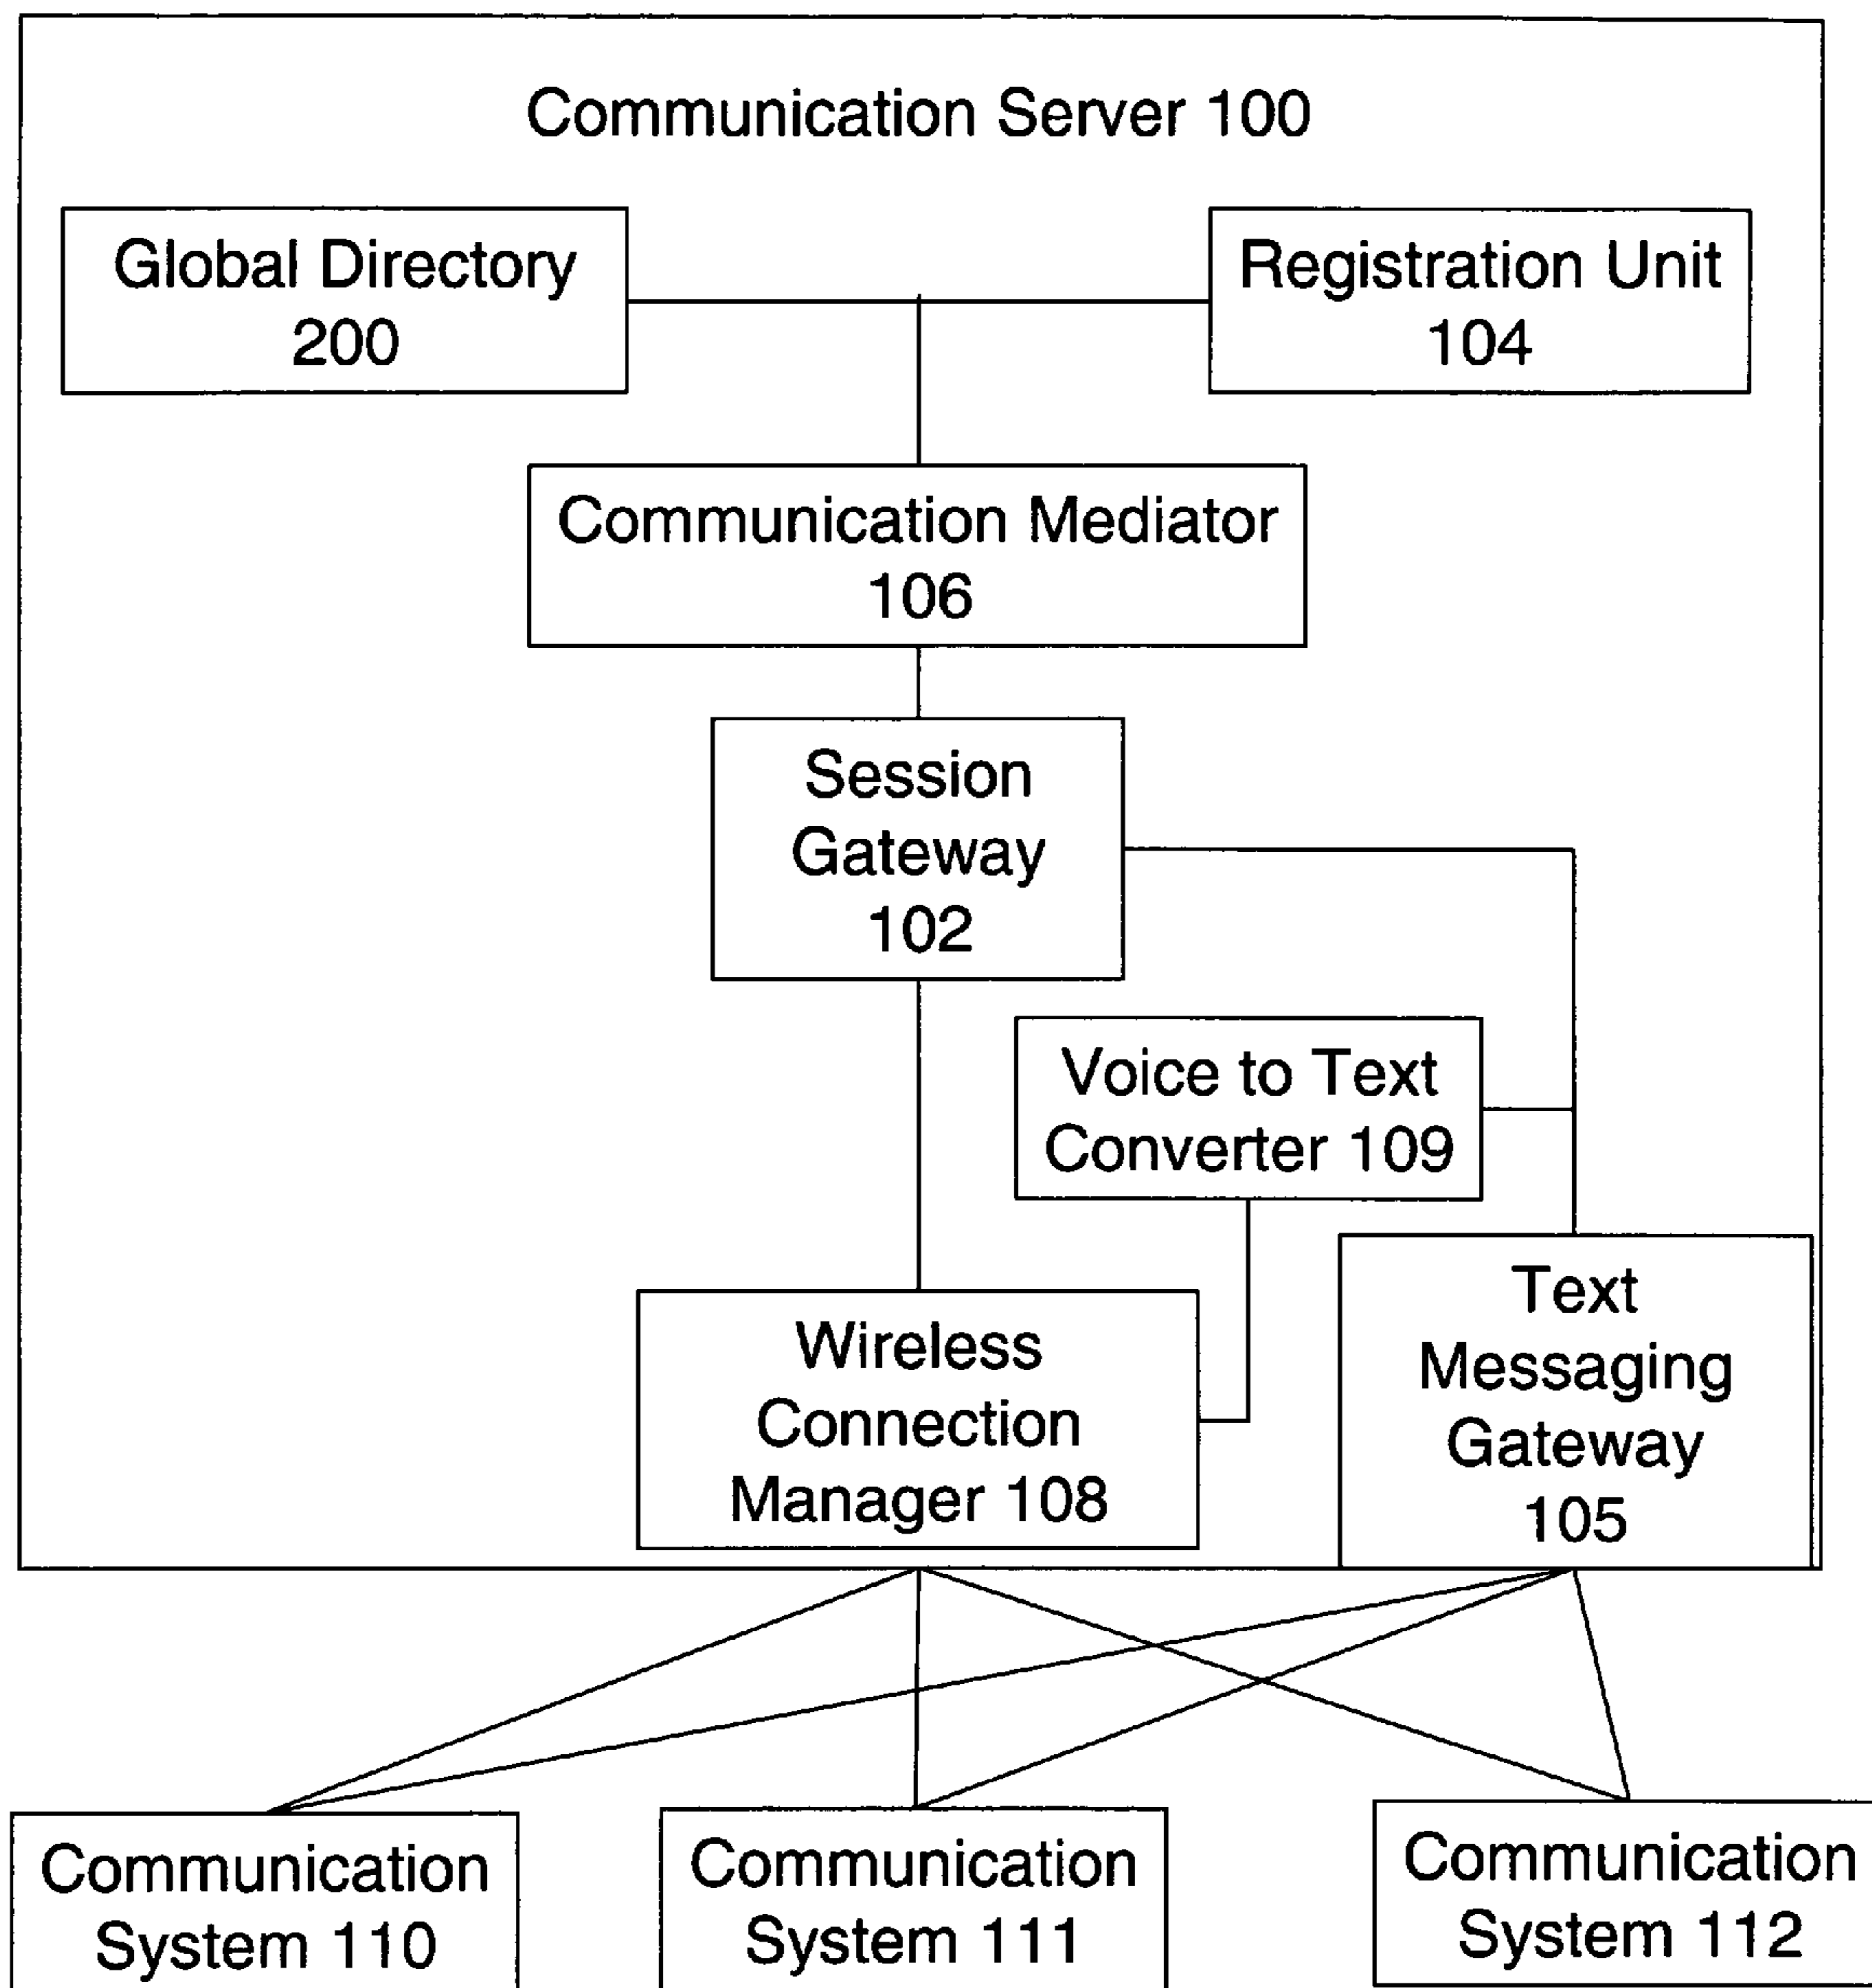 Communication Server 100
Global Directory
200
Registration Unit
104
Communication Mediator
106
Session
Gateway
102
Voice to Text
Converter 109
Wireless
Connection
Manager 108
Text
Messaging
Gateway
105
Communication
System 110
Communication
System 111
Communication
System 112